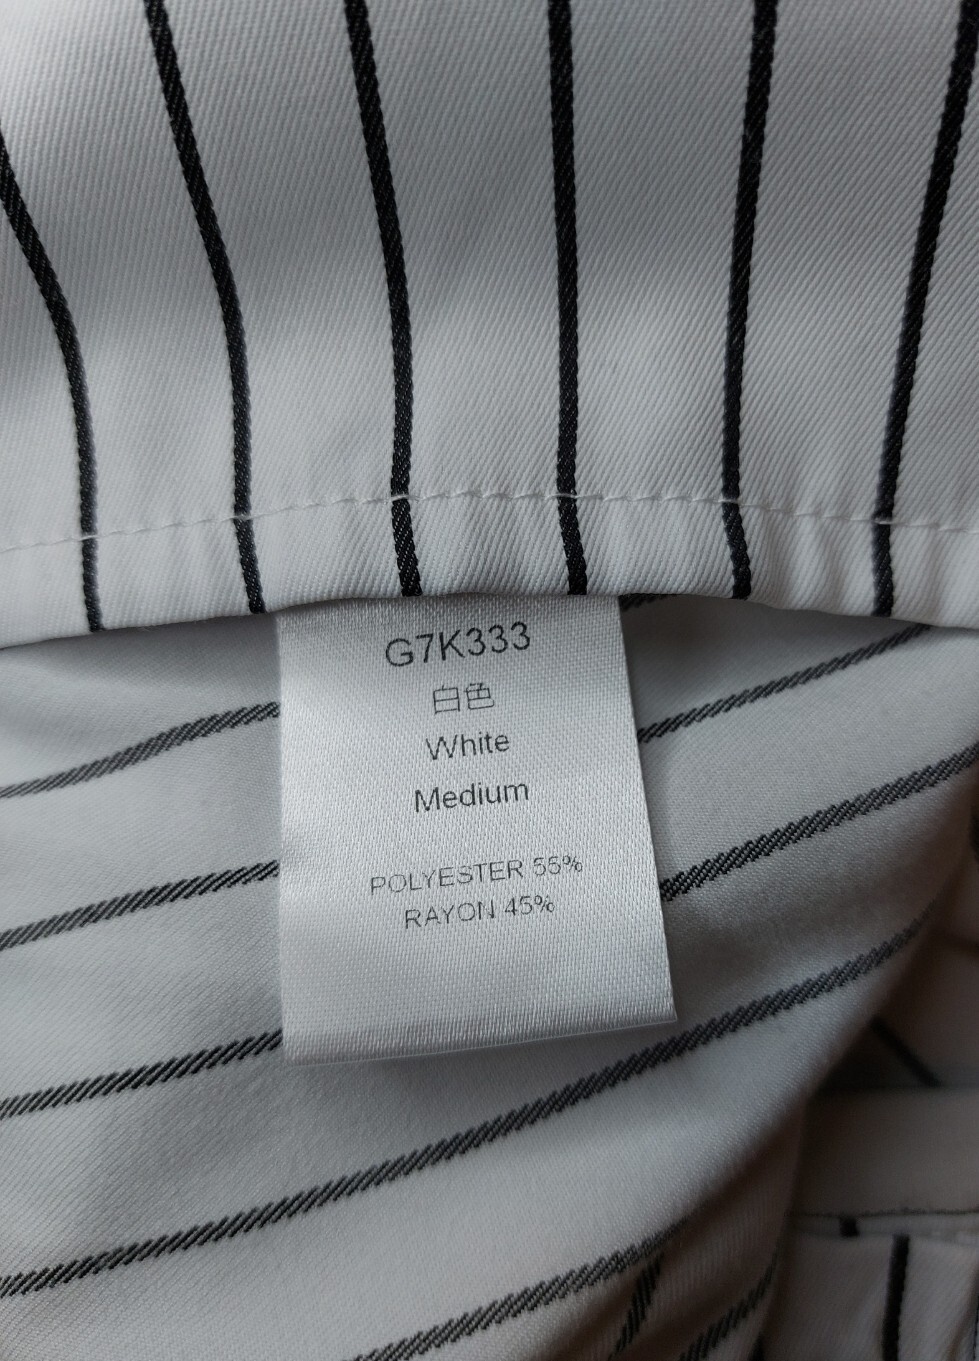 G7K333
白色
White
Medium
POLYESTER 55%
RAYON 45%